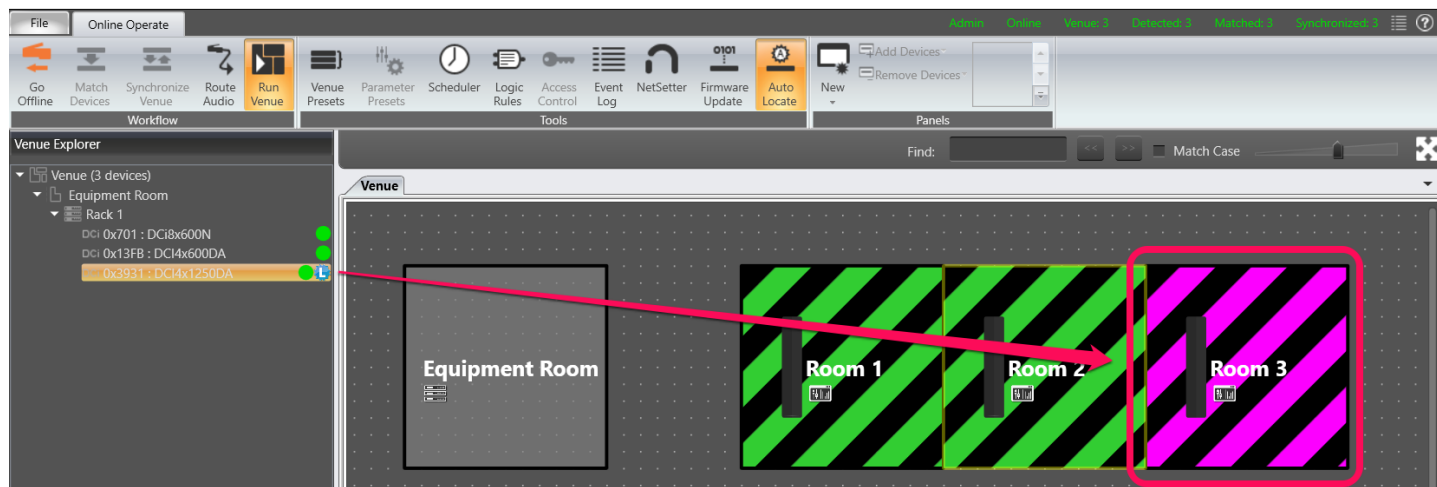 File
Online Operate
Admin Online Venue: 3 Detected: 3 Matched: 3 Synchronized: 3
Go Offline
Match Devices
Synchronize Venue
Route Audio
Run Venue
Workflow
Venue Presets
Parameter Presets
Scheduler
Logic Rules
Access Control
Event Log
NetSetter
0101
Firmware Update
A
Auto Locate
Tools
New
Add Devices
Remove Devices
Panels
Venue Explorer
Find:
<<
>>
Match Case
Venue (3 devices)
Equipment Room
Rack 1
DCi 0x701 : DCi8x600N
DCi 0x13FB : DCI4x600DA
0x3931 : DCI4x1250DA
L
Venue
Equipment Room
Room 1
Room 2
Room 3